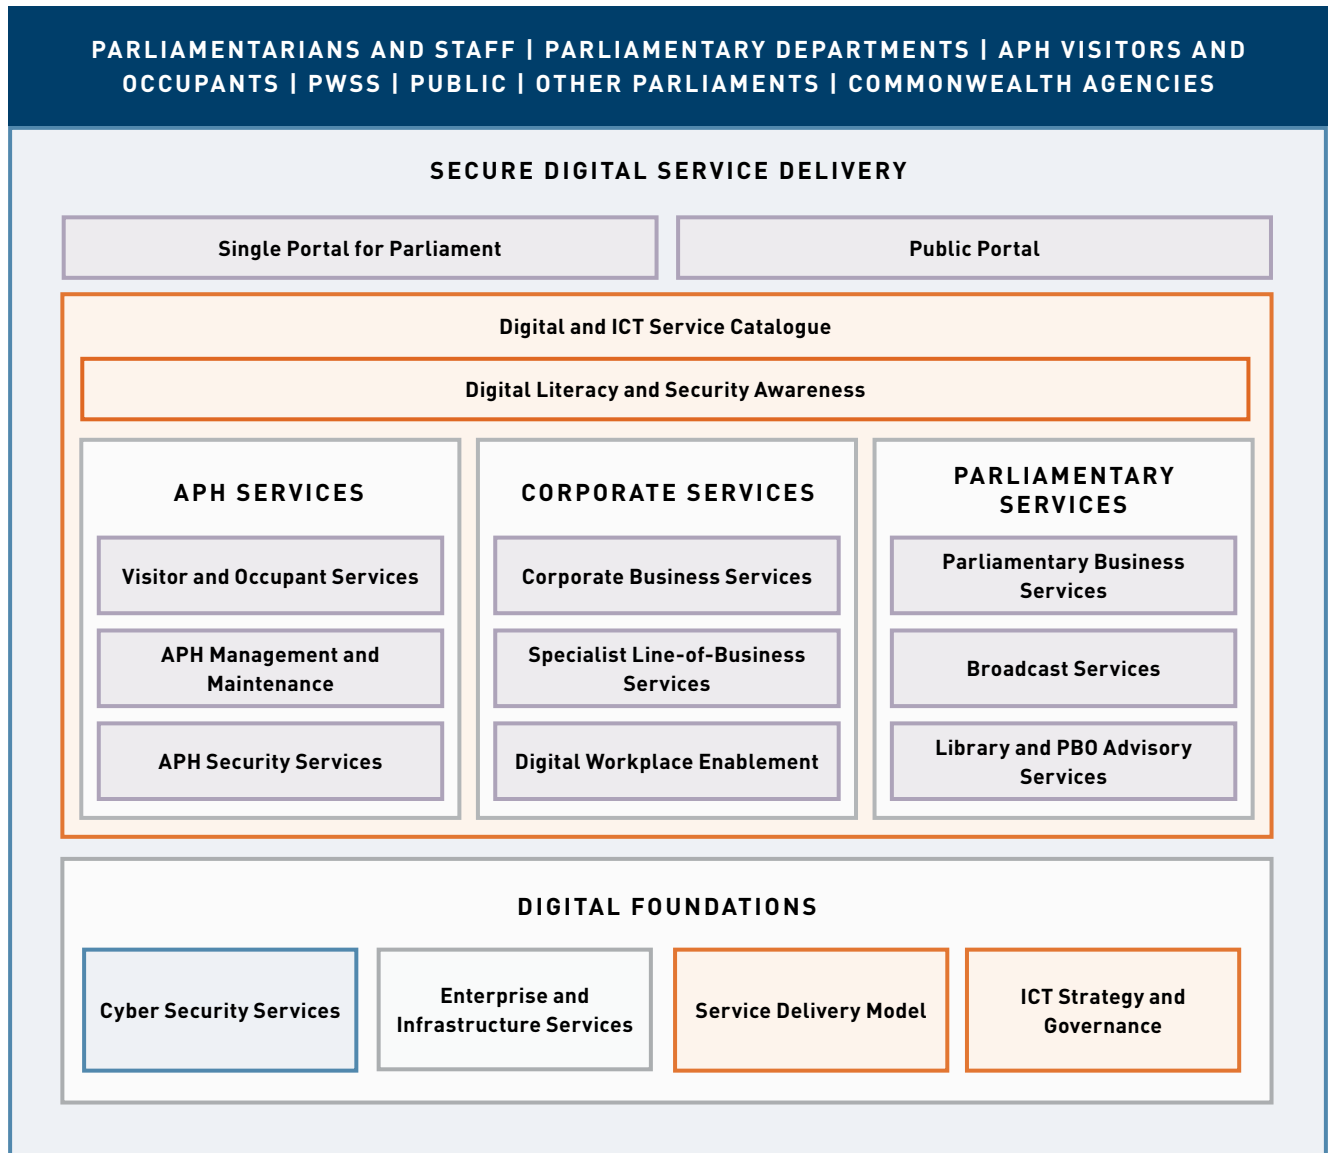 PARLIAMENTARIANS AND STAFF | PARLIAMENTARY DEPARTMENTS | APH VISITORS AND
OCCUPANTS | PWSS | PUBLIC | OTHER PARLIAMENTS | COMMONWEALTH AGENCIES
SECURE DIGITAL SERVICE DELIVERY
Single Portal for Parliament
Public Portal
Digital and ICT Service Catalogue
Digital Literacy and Security Awareness
APH SERVICES
Visitor and Occupant Services
APH Management and
Maintenance
APH Security Services
CORPORATE SERVICES
Corporate Business Services
Specialist Line-of-Business
Services
Digital Workplace Enablement
PARLIAMENTARY
SERVICES
Parliamentary Business
Services
Broadcast Services
Library and PBO Advisory
Services
DIGITAL FOUNDATIONS
Cyber Security Services
Enterprise and
Infrastructure Services
Service Delivery Model
ICT Strategy and
Governance